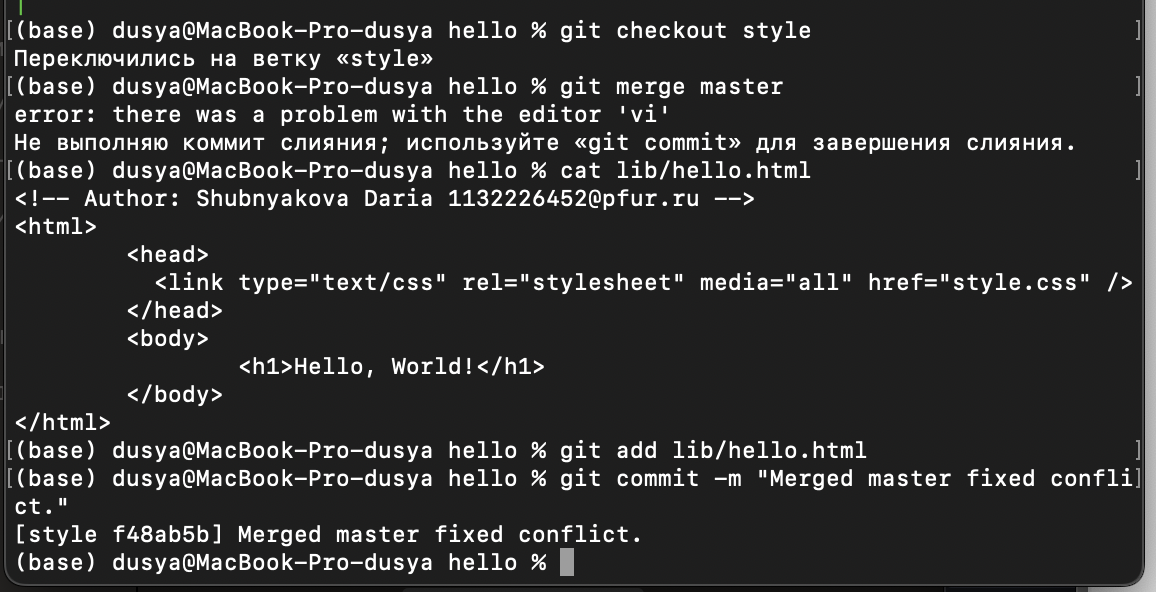 [(base) dusya@MacBook-Pro-dusya hello % git checkout style ]
Переключились на ветку «style»
[(base) dusya@MacBook-Pro-dusya hello % git merge master ]
error: there was a problem with the editor 'vi'
Не выполняю коммит слияния; используйте «git commit» для завершения слияния.
[(base) dusya@MacBook-Pro-dusya hello % cat lib/hello.html ]
<!-- Author: Shubnyakova Daria 1132226452@pfur.ru -->
<html>
        <head>
          <link type="text/css" rel="stylesheet" media="all" href="style.css" />
        </head>
        <body>
                <h1>Hello, World!</h1>
        </body>
</html>
[(base) dusya@MacBook-Pro-dusya hello % git add lib/hello.html ]
[(base) dusya@MacBook-Pro-dusya hello % git commit -m "Merged master fixed confli]
ct."
[style f48ab5b] Merged master fixed conflict.
(base) dusya@MacBook-Pro-dusya hello %